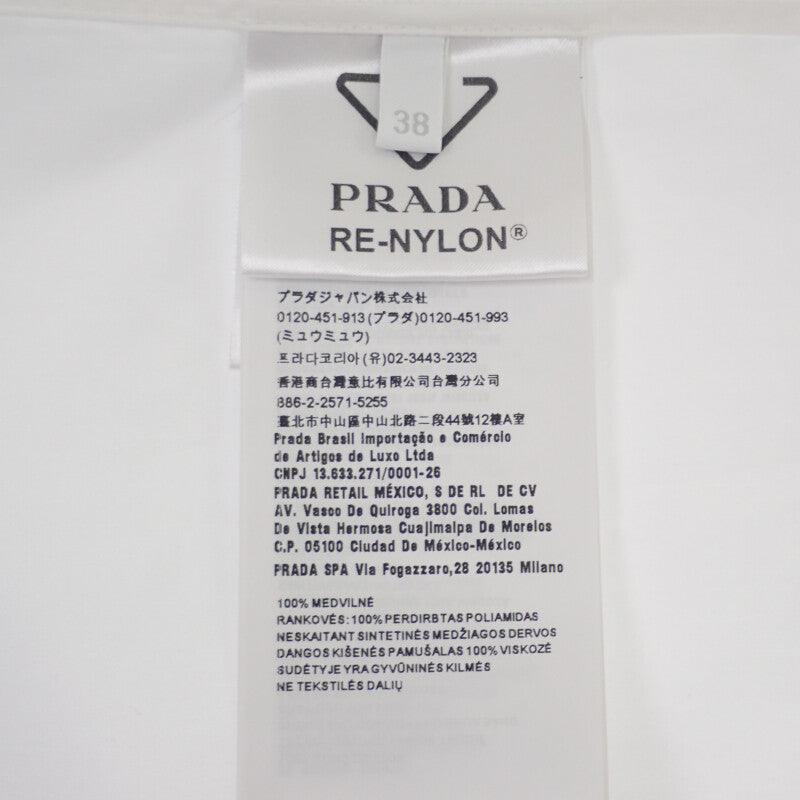 38
PRADA
RE-NYLON®
プラダジャパン株式会社
0120-451-913(プラダ)0120-451-993
(ミュウミュウ)
프라다코리아(유)02-3443-2323
香港商台灣意比有限公司台灣分公司
886-2-2571-5255
臺北市中山區中山北路二段44號12樓A室
Prada Brasil Importação e Comércio
de Artigos de Luxo Ltda
CNPJ 13.633.271/0001-26
PRADA RETAIL MÉXICO, S DE RL DE CV
AV. Vasco De Quiroga 3800 Col. Lomas
De Vista Hermosa Cuajimalpa De Morelos
C.P. 05100 Ciudad De México-México
PRADA SPA Via Fogazzaro,28 20135 Milano
100% MEDVILNĖ
RANKOVĖS: 100% PERDIRBTAS POLIAMIDAS
NESKAITANT SINTETINĖS MEDŽIAGOS DERVOS
DANGOS KIŠENĖS PAMUŠALAS 100% VISKOZĖ
SUDĖTYJE YRA GYVŪNINĖS KILMĖS
NE TEKSTILĖS DALIŲ